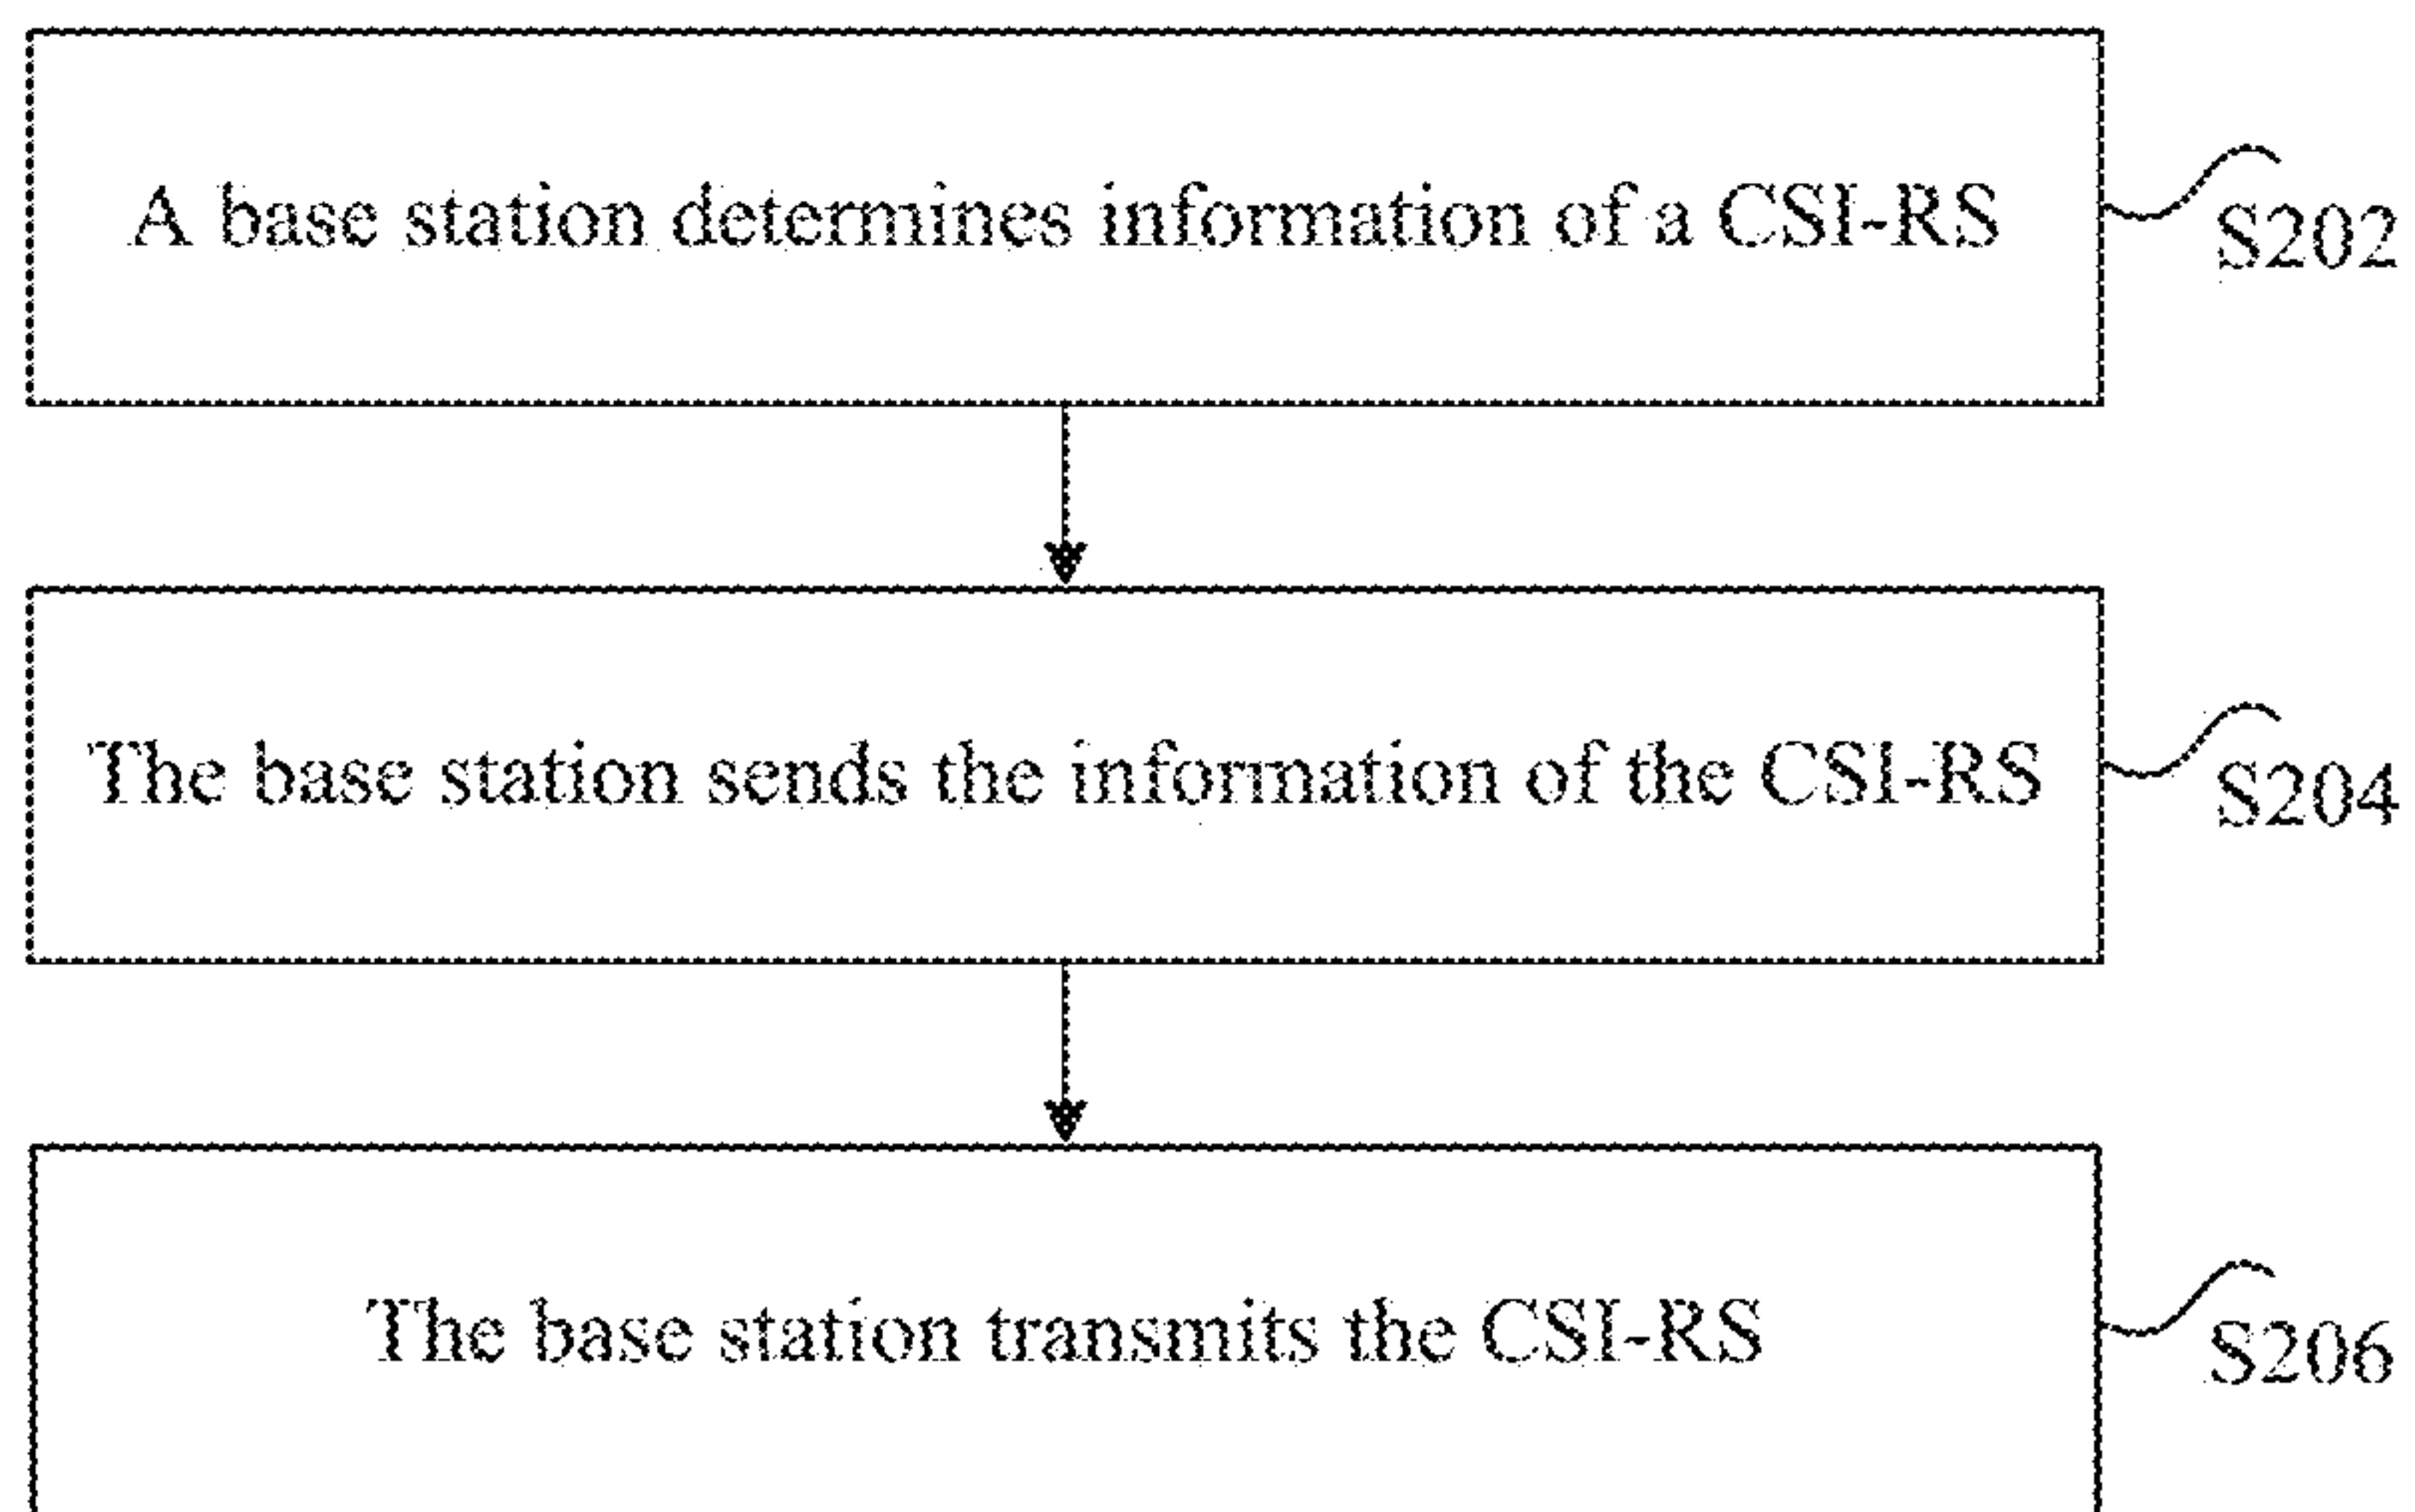 A base station determines information of a CSI-RS
S202
The base station sends the information of the CSI-RS
S204
The base station transmits the CSI-RS
S206